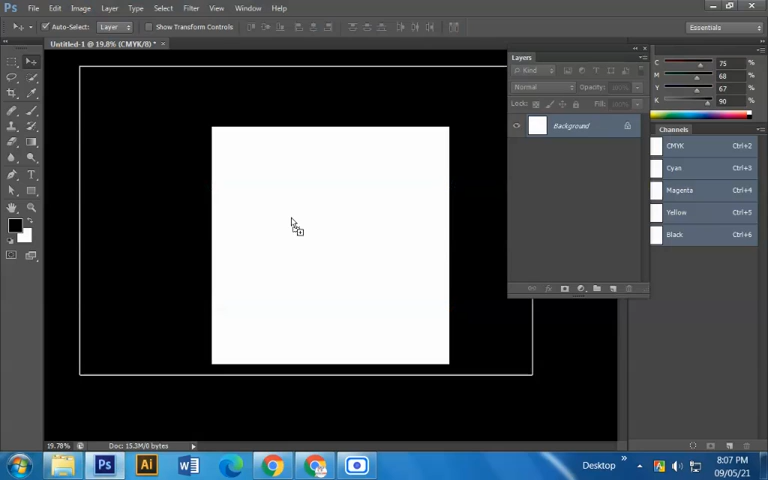 Ps File Edit Image Layer Type Select Filter View Window Help
Auto-Select: Layer Show Transform Controls Essentials
Untitled-1 @ 19.8% (CMYK/8) * ×
Layers
Kind
Normal Opacity:
Lock: Fill:
Background
C 75 %
M 68 %
Y 67 %
K 90 %
Channels
CMYK Ctrl+2
Cyan Ctrl+3
Magenta Ctrl+4
Yellow Ctrl+5
Black Ctrl+6
19.78% Doc: 15.3M/0 bytes
Ps Ai W Desktop » 8:07 PM
09/05/21